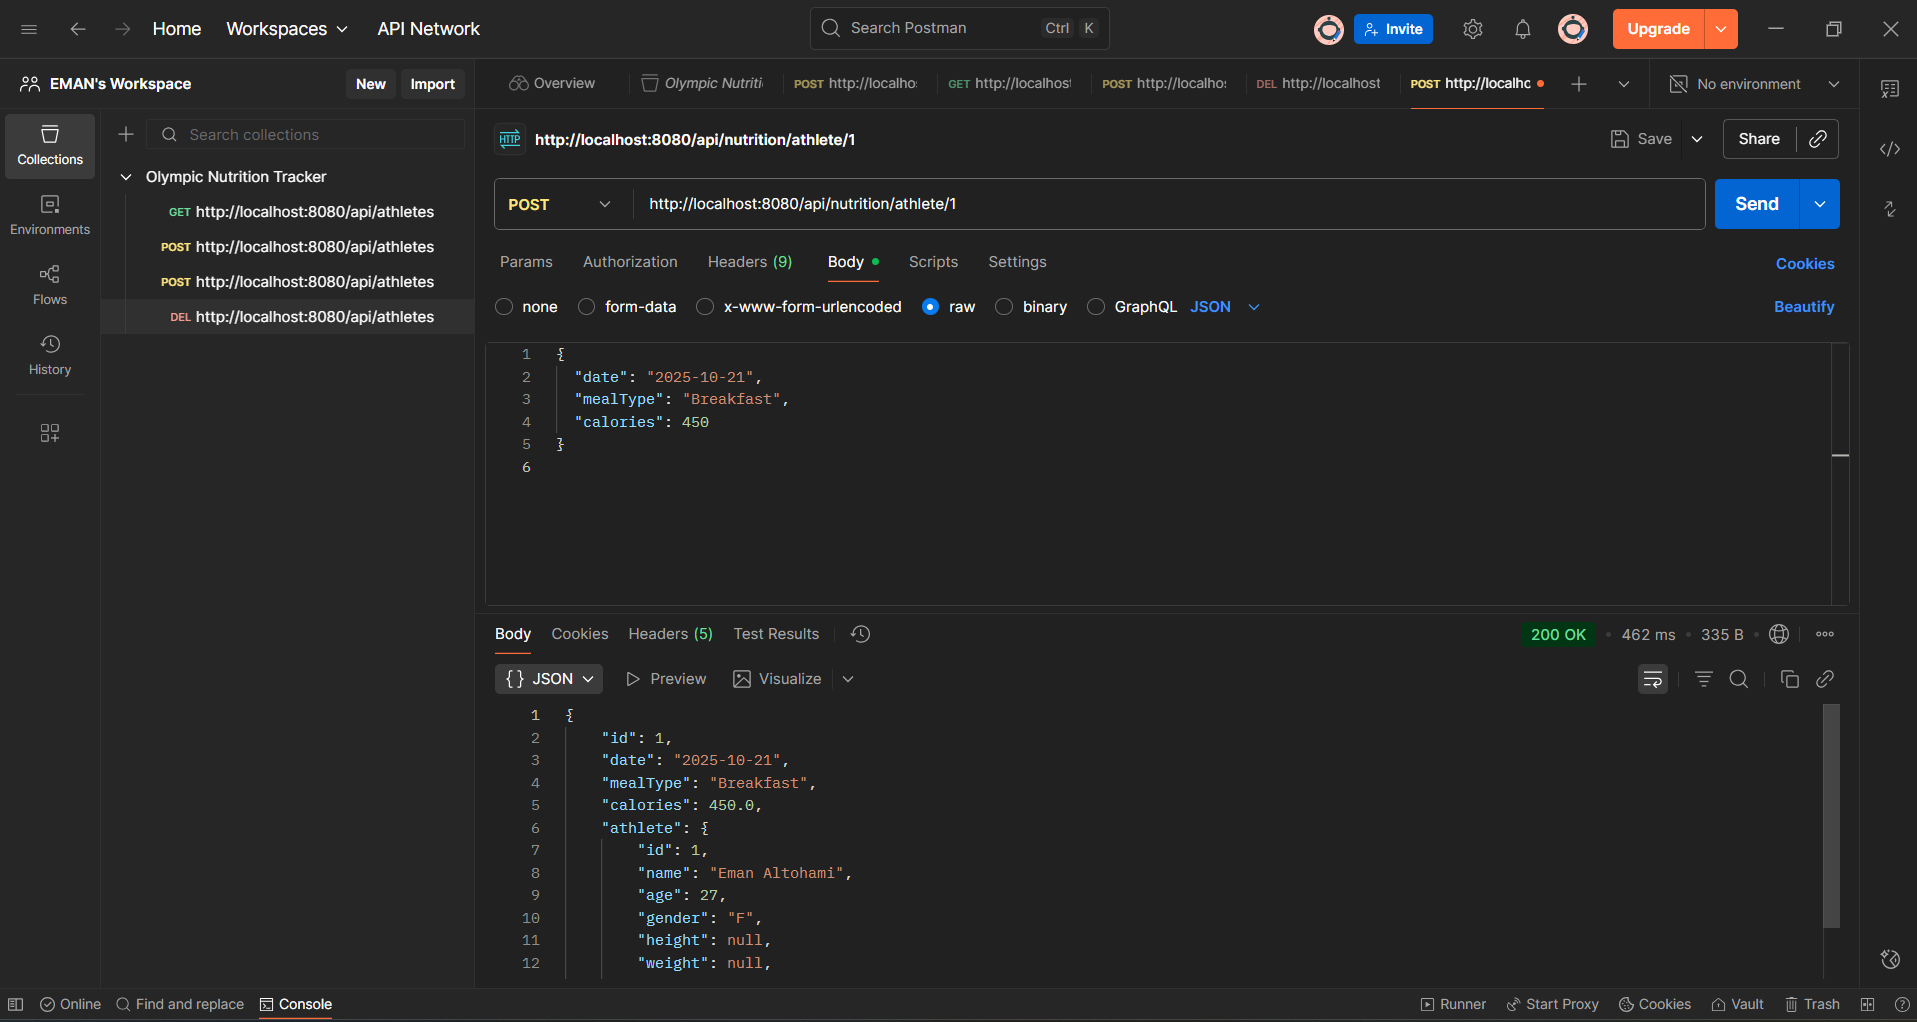 Home
Workspaces
API Network
Search Postman
Ctrl K
Invite
Upgrade
EMAN's Workspace
New
Import
Overview
Olympic Nutriti
POST http://localho
GET http://localhost
POST http://localho
DEL http://localhost
POST http://localhc
No environment
Collections
Environments
Flows
History
Search collections
Olympic Nutrition Tracker
GET http://localhost:8080/api/athletes
POST http://localhost:8080/api/athletes
POST http://localhost:8080/api/athletes
DEL http://localhost:8080/api/athletes
HTTP http://localhost:8080/api/nutrition/athlete/1
Save
Share
POST
http://localhost:8080/api/nutrition/athlete/1
Send
Params Authorization Headers (9) Body Scripts Settings
Cookies
none form-data x-www-form-urlencoded raw binary GraphQL JSON
Beautify
1 {
2 "date": "2025-10-21",
3 "mealType": "Breakfast",
4 "calories": 450
5 }
6
Body Cookies Headers (5) Test Results
200 OK • 462 ms • 335 B
{} JSON
Preview
Visualize
1 {
2 "id": 1,
3 "date": "2025-10-21",
4 "mealType": "Breakfast",
5 "calories": 450.0,
6 "athlete": {
7 "id": 1,
8 "name": "Eman Altohami",
9 "age": 27,
10 "gender": "F",
11 "height": null,
12 "weight": null,
Online
Find and replace
Console
Runner
Start Proxy
Cookies
Vault
Trash